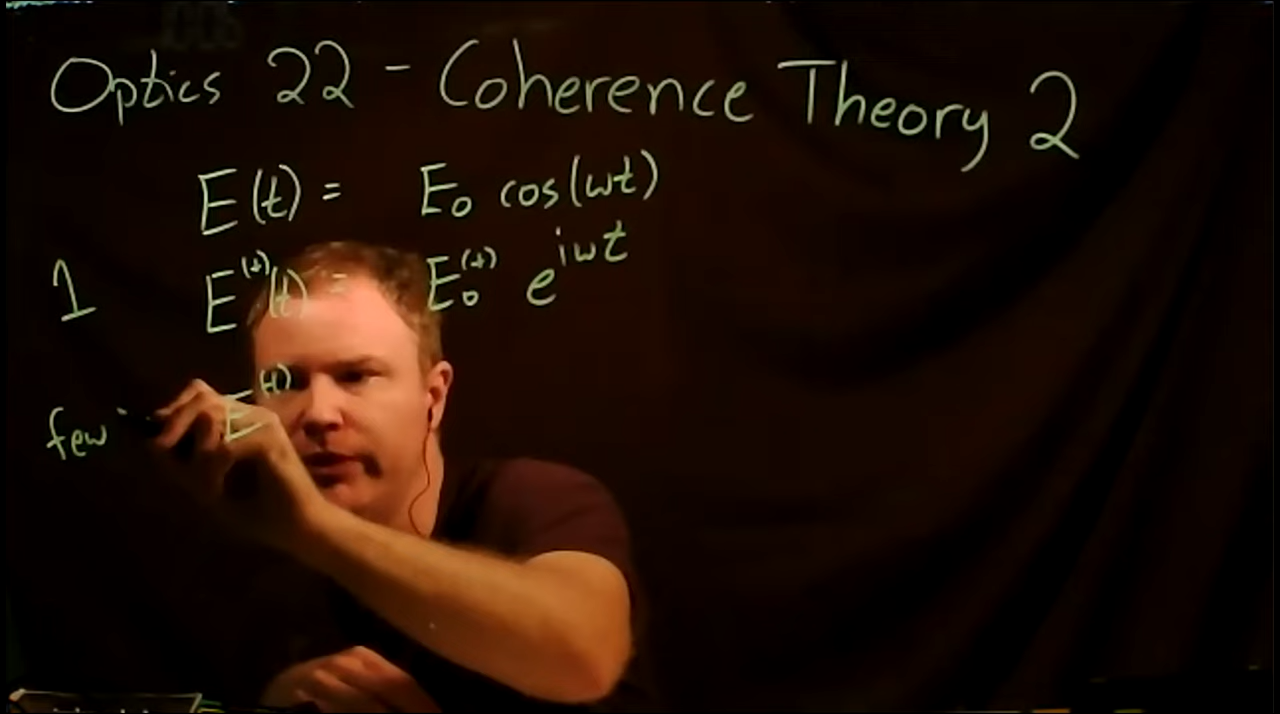 Optics 22 - Coherence Theory 2
E(t) = E₀ cos(ωt)
1 E⁽⁺⁾(t) = E₀⁽⁺⁾ e^{iωt}
few E⁽⁺⁾